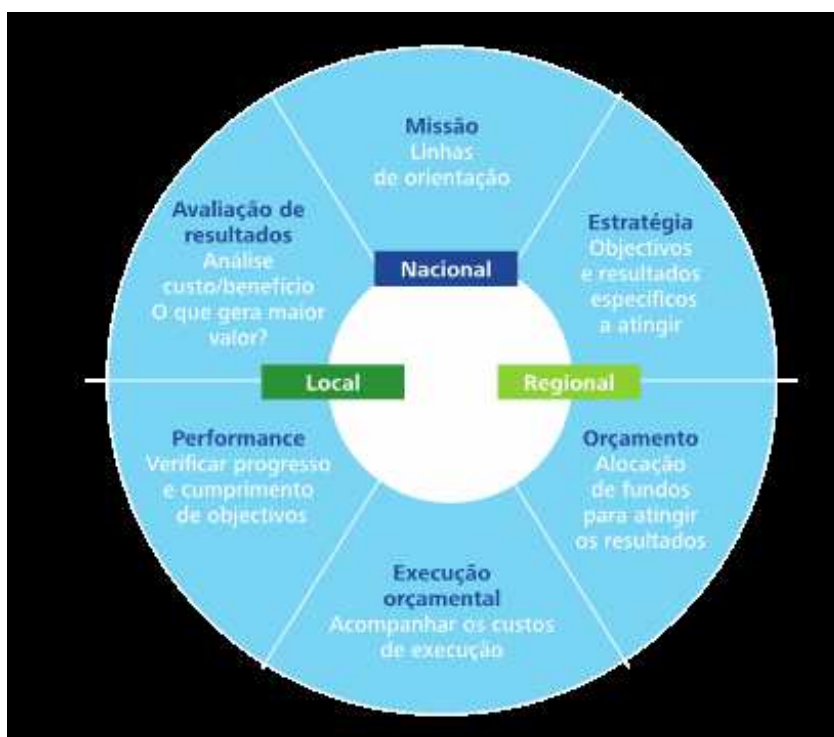 Missão
Linhas
de orientação
Avaliação de
resultados
Análise
custo/benefício
O que gera maior
valor?
Estratégia
Objectivos
e resultados
específicos
a atingir
Nacional
Local
Regional
Performance
Verificar progresso
e cumprimento
de objectivos
Orçamento
Alocação
de fundos
para atingir
os resultados
Execução
orçamental
Acompanhar os custos
de execução